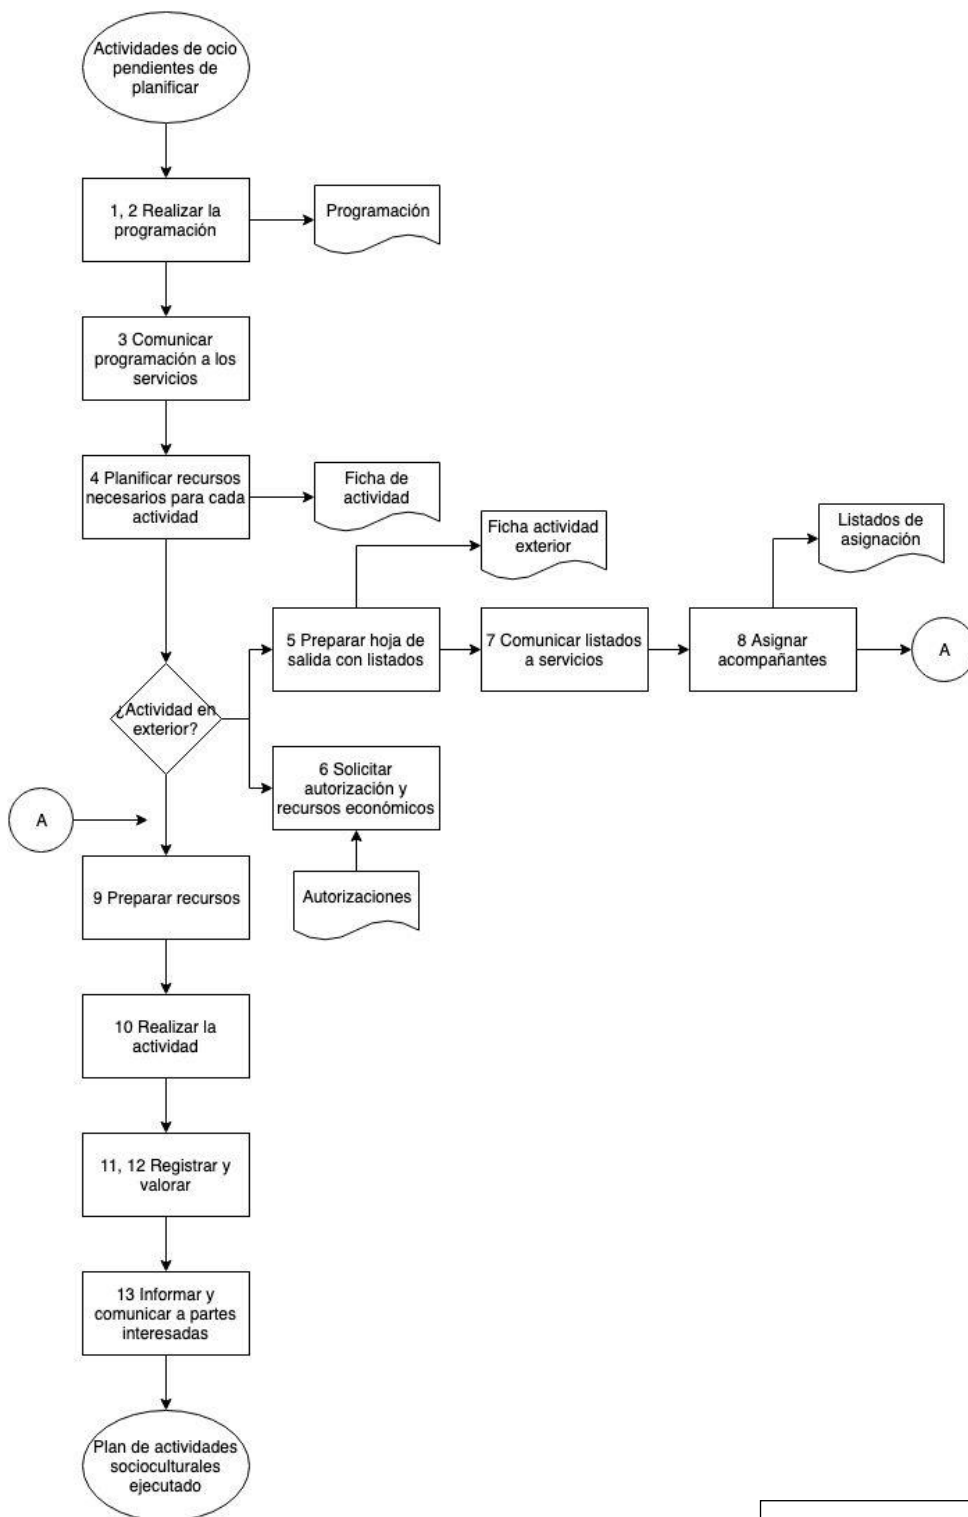 Actividades de ocio
pendientes de
planificar
1, 2 Realizar la
programación
Programación
3 Comunicar
programación a los
servicios
4 Planificar recursos
necesarios para cada
actividad
Ficha de
actividad
Ficha actividad
exterior
Listados de
asignación
5 Preparar hoja de
salida con listados
7 Comunicar listados
a servicios
8 Asignar
acompañantes
A
¿Actividad en
exterior?
6 Solicitar
autorización y
recursos económicos
A
Autorizaciones
9 Preparar recursos
10 Realizar la
actividad
11, 12 Registrar y
valorar
13 Informar y
comunicar a partes
interesadas
Plan de actividades
socioculturales
ejecutado